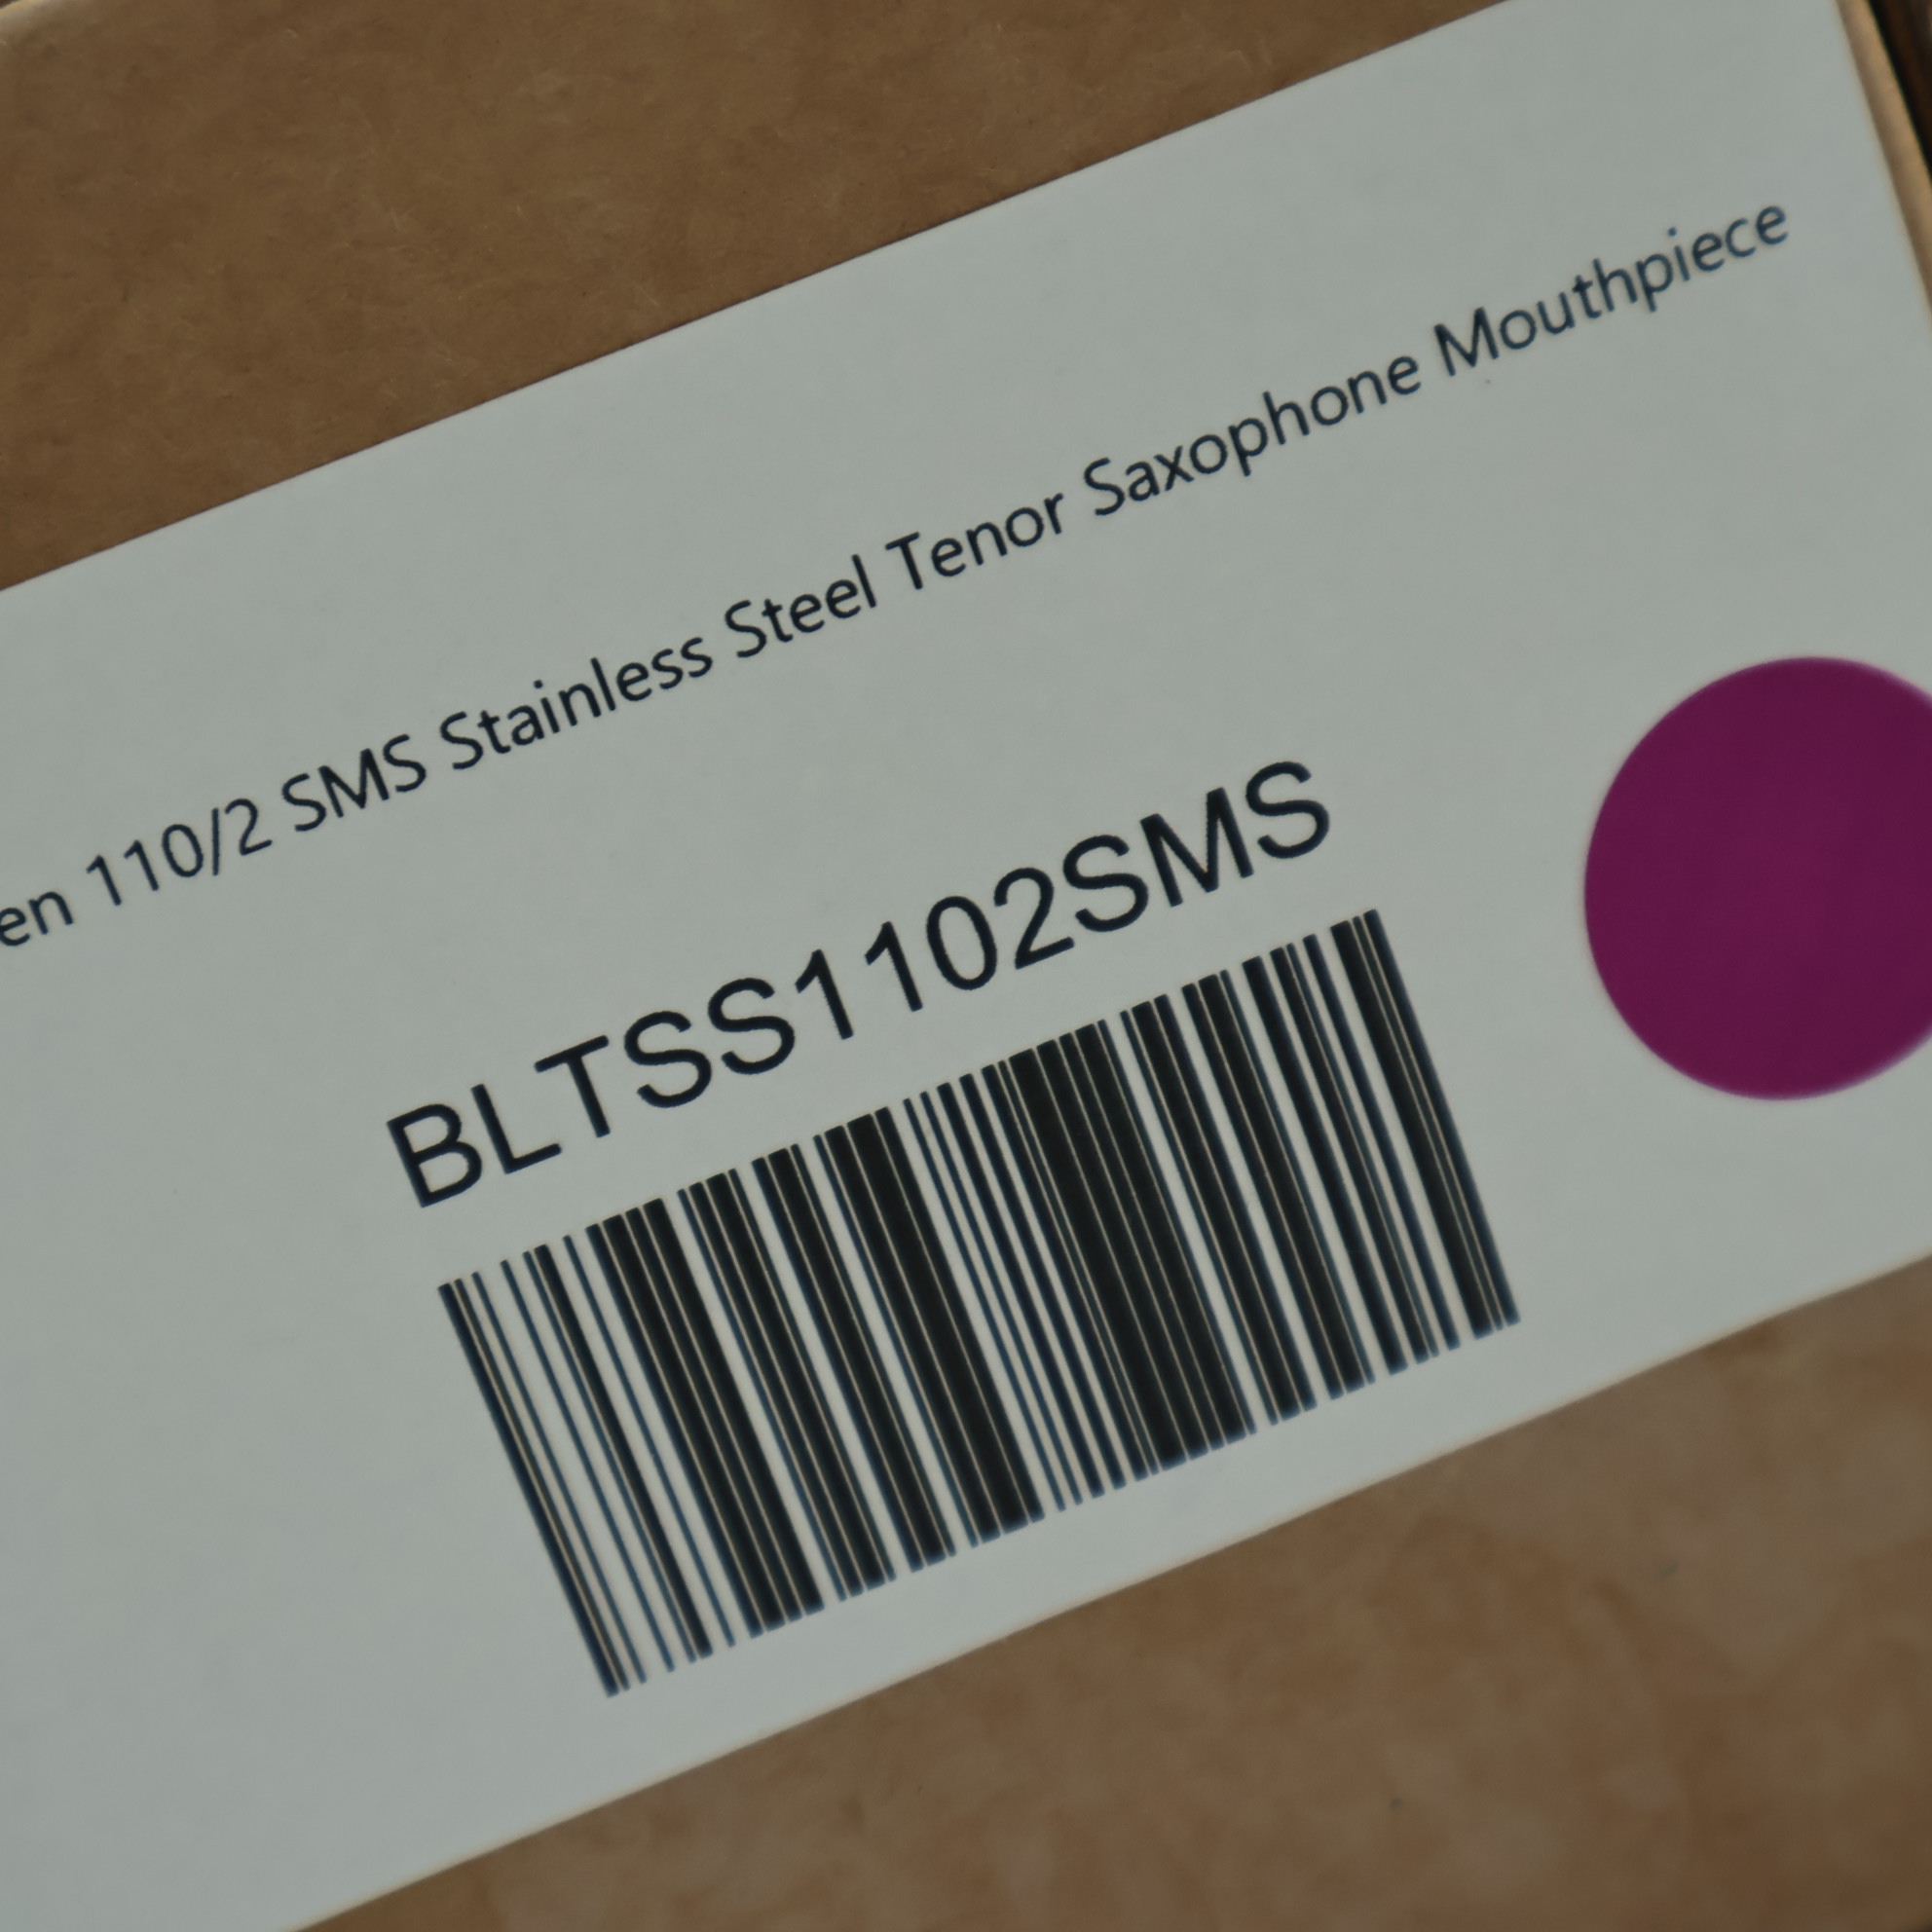 en 110/2 SMS Stainless Steel Tenor Saxophone Mouthpiece
BLTSS1102SMS